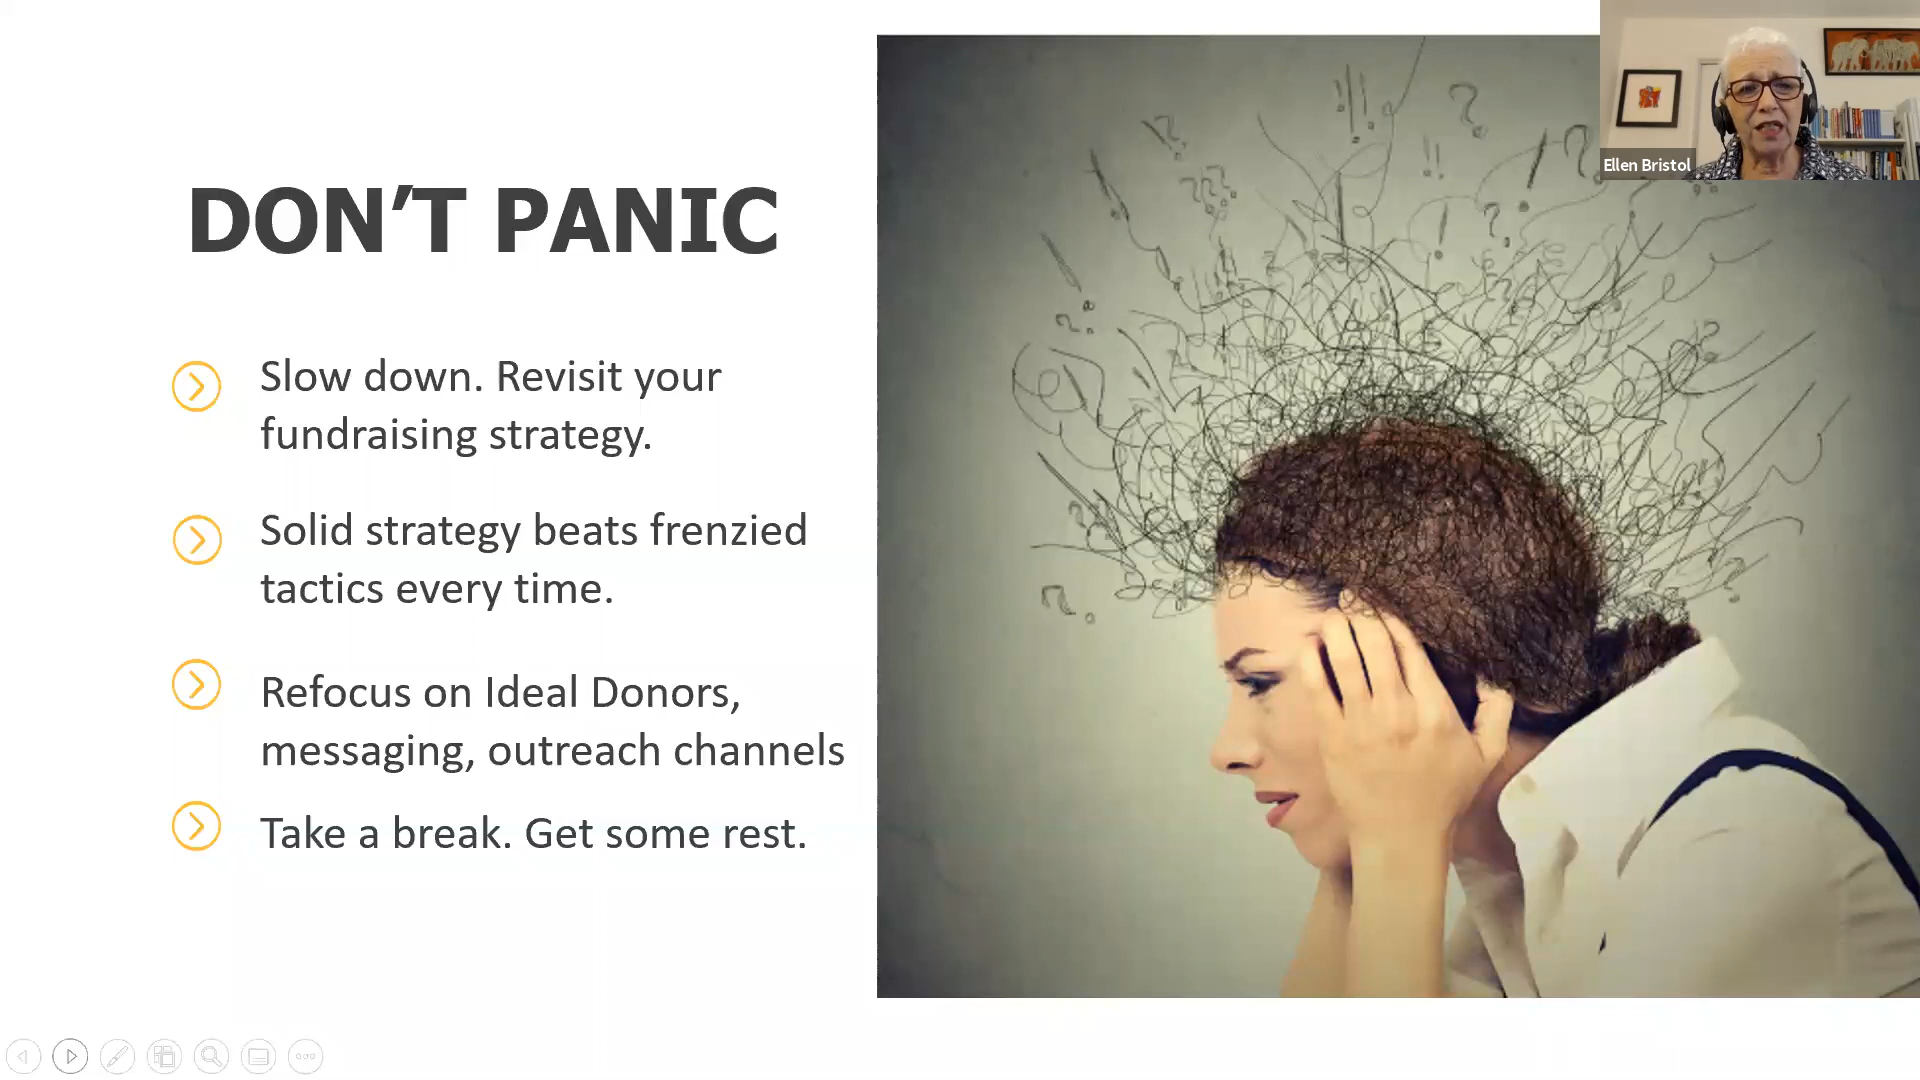 DON’T PANIC
Slow down. Revisit your
fundraising strategy.
Solid strategy beats frenzied
tactics every time.
Refocus on Ideal Donors,
messaging, outreach channels
Take a break. Get some rest.
Ellen Bristol